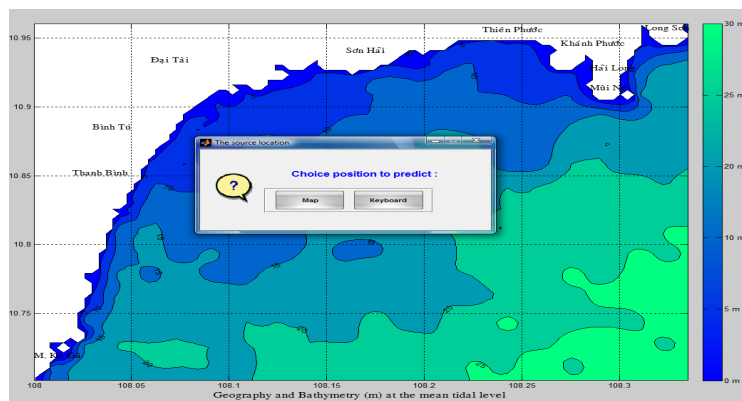 Thiên Phước
Long Sơn
Khánh Phước
Sơn Hải
Đại Tái
Hải Long
Mũi Né
Bình Tú
Thanh Bình
10.95
10.9
10.85
10.8
10.75
The source location
Choice position to predict :
?
Map
Keyboard
30 m
25 m
20 m
15 m
10 m
5 m
0 m
108
108.05
108.1
108.15
108.2
108.25
108.3
Geography and Bathymetry (m) at the mean tidal level